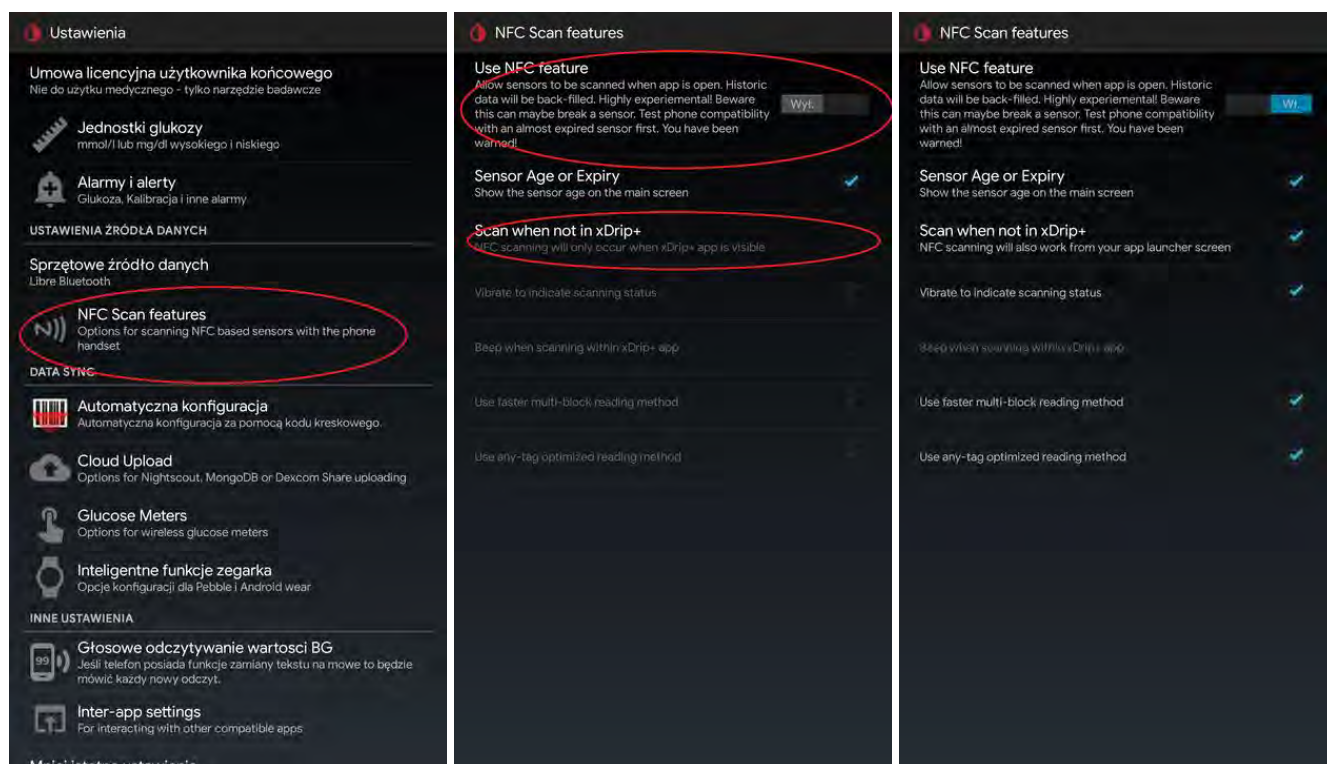 Ustawienia
Umowa licencyjna użytkownika końcowego
Nie do użytku medycznego - tylko narzędzie badawcze
Jednostki glukozy
mmol/l lub mg/dl wysokiego i niskiego
Alarmy i alerty
Glukoza, Kalibracja i inne alarmy
USTAWIENIA ŹRÓDŁA DANYCH
Sprzętowe źródło danych
Libre Bluetooth
NFC Scan features
Options for scanning NFC based sensors with the phone
handset
DATA SYNC
Automatyczna konfiguracja
Automatyczna konfiguracja za pomocą kodu kreskowego.
Cloud Upload
Options for Nightscout, MongoDB or Dexcom Share uploading
Glucose Meters
Options for wireless glucose meters
Inteligentne funkcje zegarka
Opcje konfiguracji dla Pebble i Android wear
INNE USTAWIENIA
99
Głosowe odczytywanie wartosci BG
Jeśli telefon posiada funkcje zamiany tekstu na mowe to będzie
mówić każdy nowy odczyt.
Inter-app settings
For interacting with other compatible apps
NFC Scan features
Use NFC feature
Allow sensors to be scanned when app is open. Historic
data will be back-filled. Highly experiemental! Beware
this can maybe break a sensor. Test phone compatibility
with an almost expired sensor first. You have been
warned!
Wył.
Sensor Age or Expiry
Show the sensor age on the main screen
Scan when not in xDrip+
NFC scanning will only occur when xDrip+ app is visible
Vibrate to indicate scanning status
Beep when scanning within xDrip+ app
Use faster multi-block reading method
Use any-tag optimized reading method
NFC Scan features
Use NFC feature
Allow sensors to be scanned when app is open. Historic
data will be back-filled. Highly experiemental! Beware
this can maybe break a sensor. Test phone compatibility
with an almost expired sensor first. You have been
warned!
Wł.
Sensor Age or Expiry
Show the sensor age on the main screen
Scan when not in xDrip+
NFC scanning will also work from your app launcher screen
Vibrate to indicate scanning status
Beep when scanning within xDrip+ app
Use faster multi-block reading method
Use any-tag optimized reading method